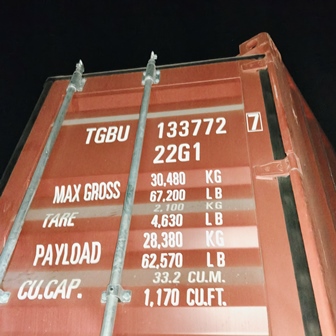 TGBU 133772 7
22G1
MAX GROSS 30,480 KG
67,200 LB
TARE 2,100 KG
4,630 LB
PAYLOAD 28,380 KG
62,570 LB
CU.CAP. 33.2 CU.M.
1,170 CU.FT.